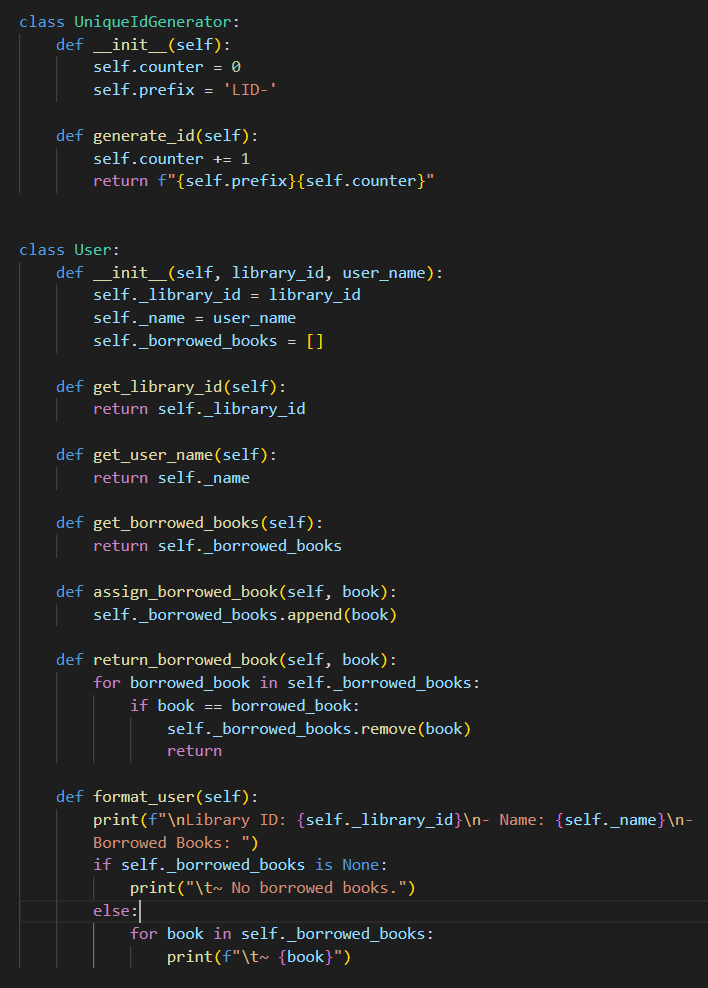 class UniqueIdGenerator:
    def __init__(self):
        self.counter = 0
        self.prefix = 'LID-'

    def generate_id(self):
        self.counter += 1
        return f"{self.prefix}{self.counter}"


class User:
    def __init__(self, library_id, user_name):
        self._library_id = library_id
        self._name = user_name
        self._borrowed_books = []

    def get_library_id(self):
        return self._library_id

    def get_user_name(self):
        return self._name

    def get_borrowed_books(self):
        return self._borrowed_books

    def assign_borrowed_book(self, book):
        self._borrowed_books.append(book)

    def return_borrowed_book(self, book):
        for borrowed_book in self._borrowed_books:
            if book == borrowed_book:
                self._borrowed_books.remove(book)
                return

    def format_user(self):
        print(f"\nLibrary ID: {self._library_id}\n- Name: {self._name}\n-
        Borrowed Books: ")
        if self._borrowed_books is None:
            print("\t~ No borrowed books.")
        else:
            for book in self._borrowed_books:
                print(f"\t~ {book}")